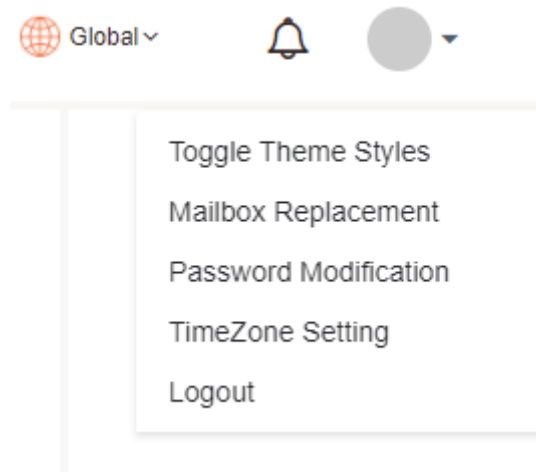 Global
Toggle Theme Styles
Mailbox Replacement
Password Modification
TimeZone Setting
Logout